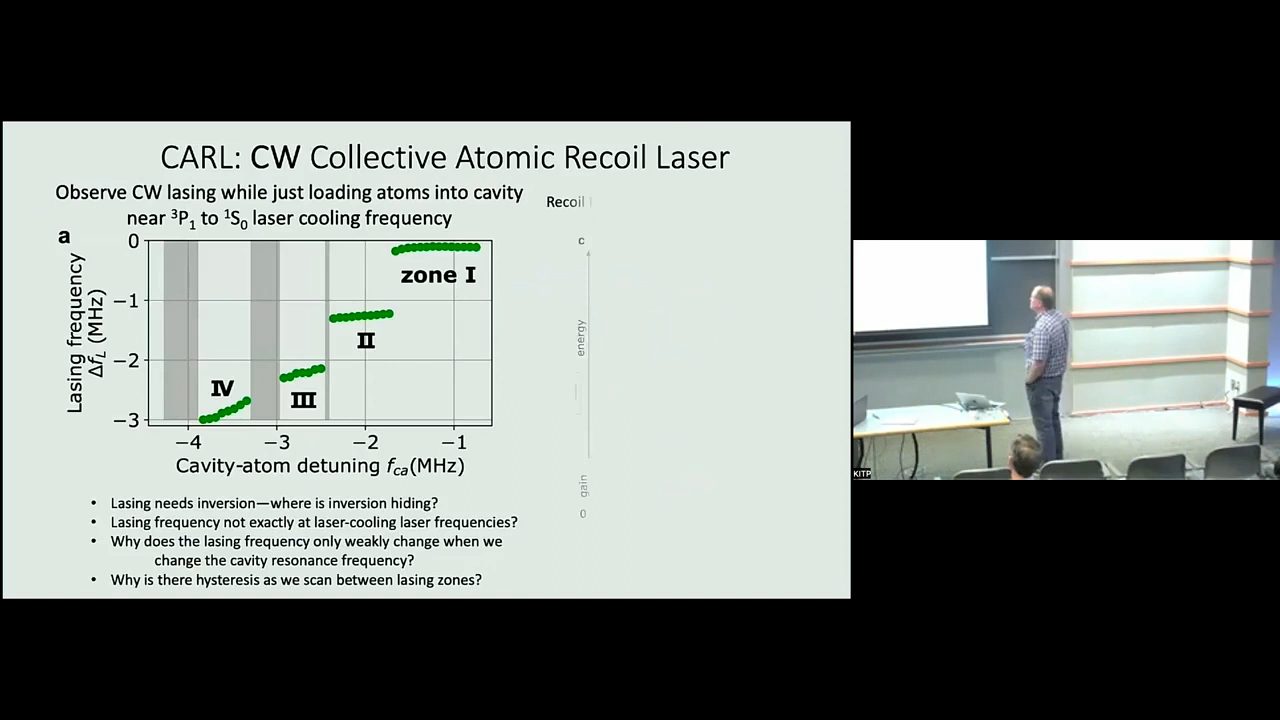 CARL: CW Collective Atomic Recoil Laser
Observe CW lasing while just loading atoms into cavity
near ³P₁ to ¹S₀ laser cooling frequency
a
Lasing frequency
Δf_L (MHz)
0
−1
−2
−3
zone I
II
III
IV
−4
−3
−2
−1
Cavity-atom detuning f_ca(MHz)
• Lasing needs inversion—where is inversion hiding?
• Lasing frequency not exactly at laser-cooling laser frequencies?
• Why does the lasing frequency only weakly change when we
change the cavity resonance frequency?
• Why is there hysteresis as we scan between lasing zones?
Recoil
c
energy
gain
0
KITP